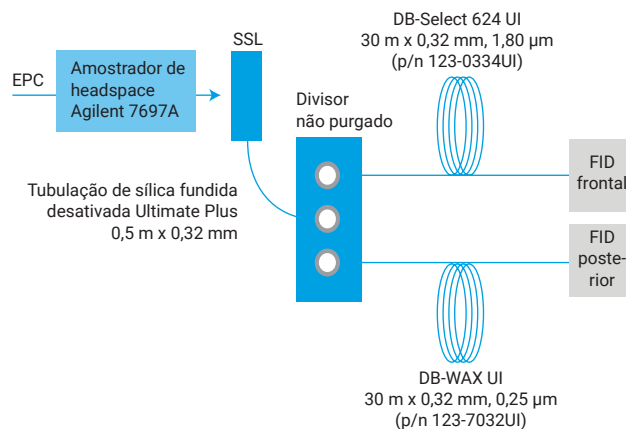 EPC
Amostrador de
headspace
Agilent 7697A
SSL
Tubulação de sílica fundida
desativada Ultimate Plus
0,5 m x 0,32 mm
Divisor
não purgado
DB-Select 624 UI
30 m x 0,32 mm, 1,80 µm
(p/n 123-0334UI)
FID
frontal
FID
poste-
rior
DB-WAX UI
30 m x 0,32 mm, 0,25 µm
(p/n 123-7032UI)